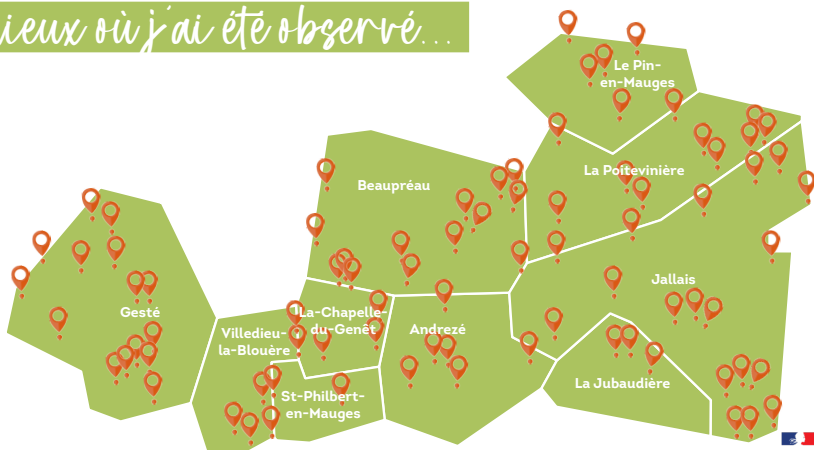 ieux où j'ai été observé...
Le Pin-
en-Mauges
La Poitevinière
Beaupréau
Jallais
Gesté
La-Chapelle-
du-Genêt
Villedieu-
la-Blouère
Andrezé
La Jubaudière
St-Philbert-
en-Mauges